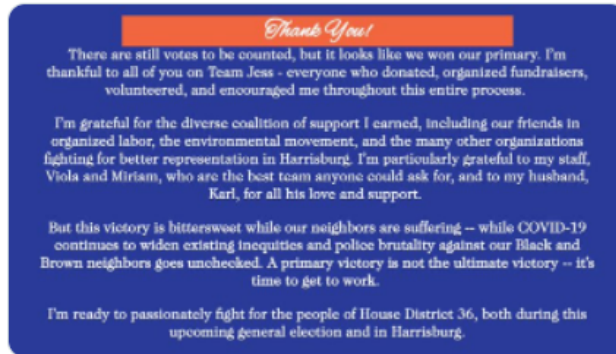 Thank You!
There are still votes to be counted, but it looks like we won our primary. I'm
thankful to all of you on Team Jess - everyone who donated, organized fundraisers,
volunteered, and encouraged me throughout this entire process.
I'm grateful for the diverse coalition of support I earned, including our friends in
organized labor, the environmental movement, and the many other organizations
fighting for better representation in Harrisburg. I'm particularly grateful to my staff,
Viola and Miriam, who are the best team anyone could ask for, and to my husband,
Karl, for all his love and support.
But this victory is bittersweet while our neighbors are suffering -- while COVID-19
continues to widen existing inequities and police brutality against our Black and
Brown neighbors goes unchecked. A primary victory is not the ultimate victory -- it's
time to get to work.
I'm ready to passionately fight for the people of House District 36, both during this
upcoming general election and in Harrisburg.